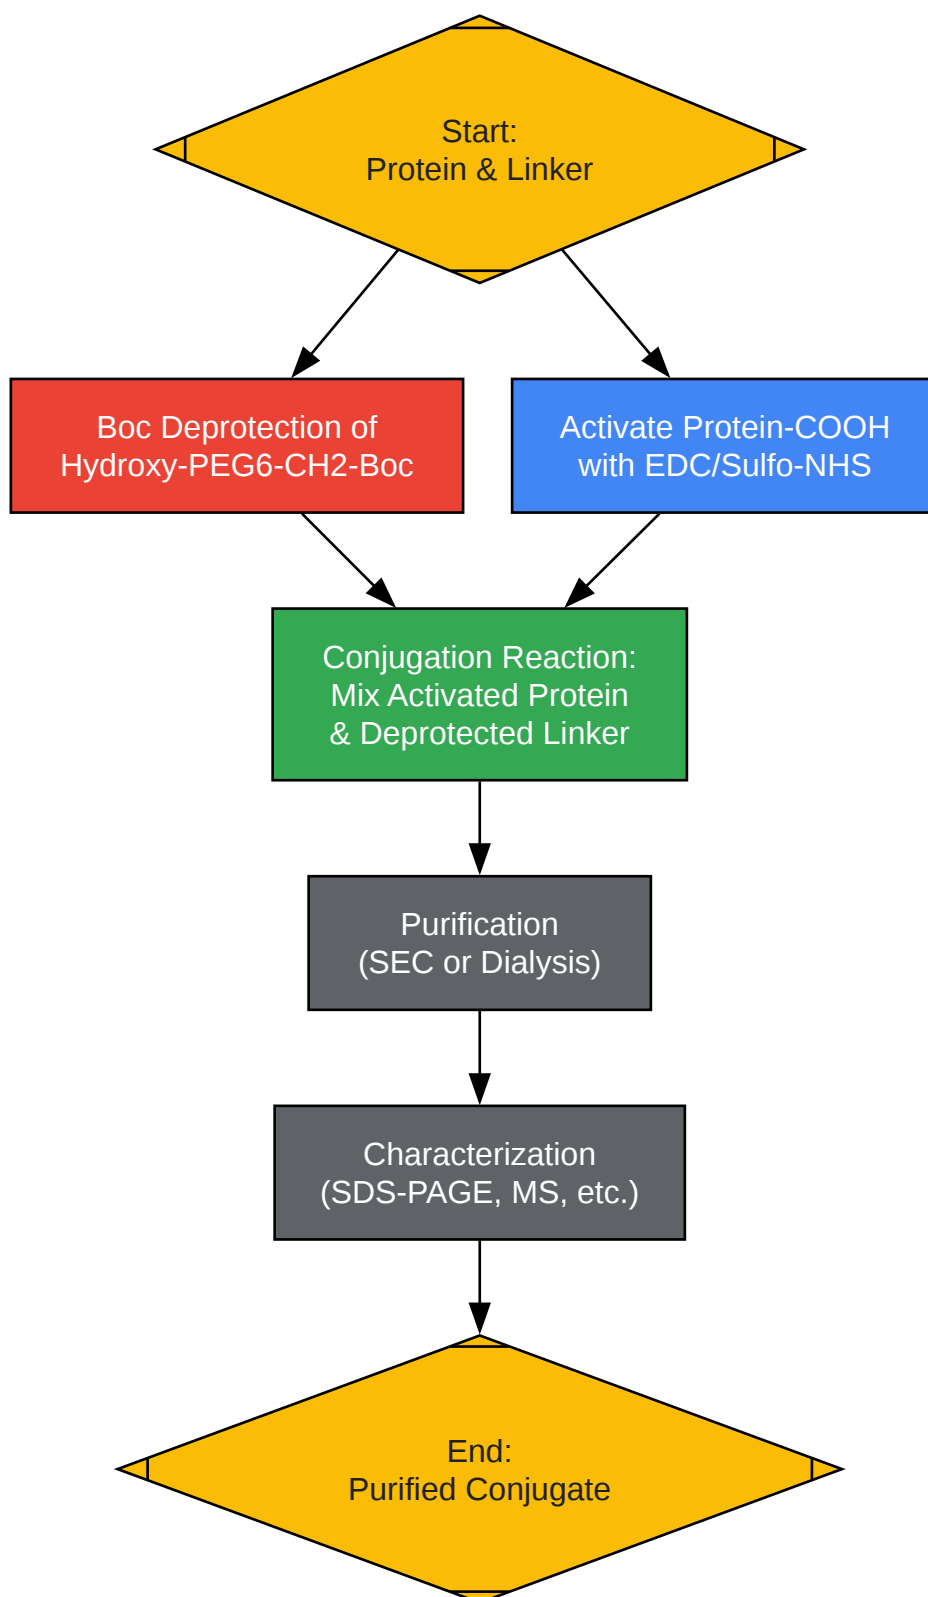 Start:
Protein & Linker
Boc Deprotection of
Hydroxy-PEG6-CH2-Boc
Activate Protein-COOH
with EDC/Sulfo-NHS
Conjugation Reaction:
Mix Activated Protein
& Deprotected Linker
Purification
(SEC or Dialysis)
Characterization
(SDS-PAGE, MS, etc.)
End:
Purified Conjugate